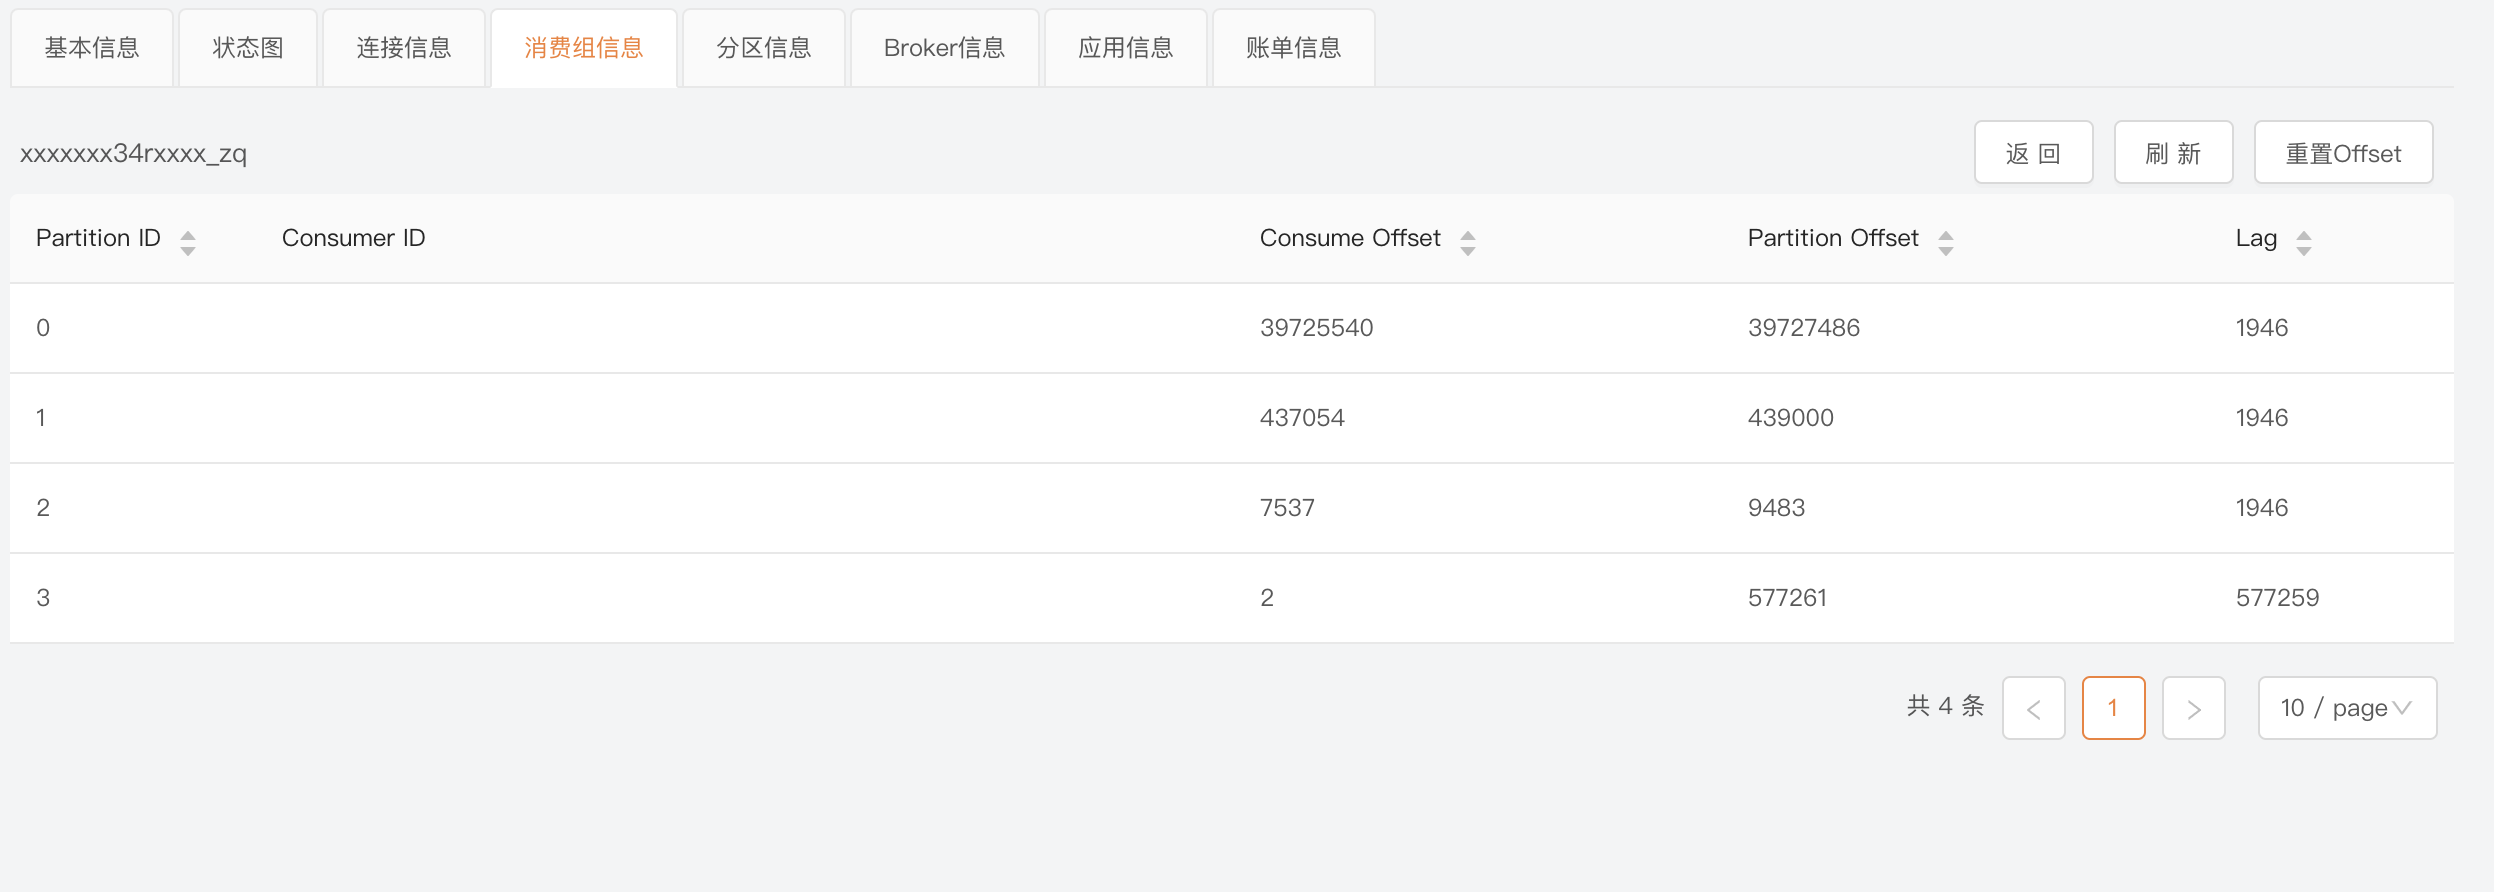 基本信息 状态图 连接信息 消费组信息 分区信息 Broker信息 应用信息 账单信息
xxxxxxx34rxxxx_zq 返 回 刷 新 重置Offset
Partition ID Consumer ID Consume Offset Partition Offset Lag
0 39725540 39727486 1946
1 437054 439000 1946
2 7537 9483 1946
3 2 577261 577259
共 4 条 < 1 > 10 / page